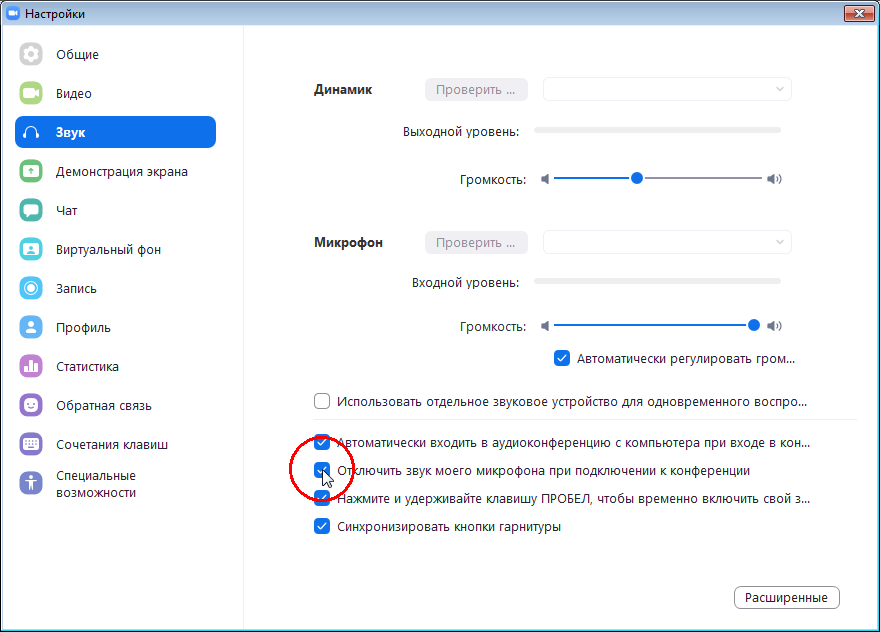 Настройки
Общие
Видео
Звук
Демонстрация экрана
Чат
Виртуальный фон
Запись
Профиль
Статистика
Обратная связь
Сочетания клавиш
Специальные
возможности
Динамик
Проверить ...
Выходной уровень:
Громкость:
Микрофон
Проверить ...
Входной уровень:
Громкость:
Автоматически регулировать гром...
Использовать отдельное звуковое устройство для одновременного воспро...
Автоматически входить в аудиоконференцию с компьютера при входе в кон...
Отключить звук моего микрофона при подключении к конференции
Нажмите и удерживайте клавишу ПРОБЕЛ, чтобы временно включить свой з...
Синхронизировать кнопки гарнитуры
Расширенные